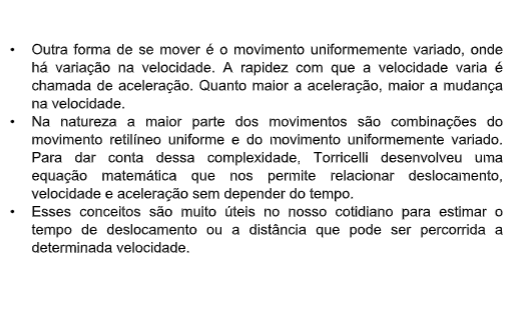 • Outra forma de se mover é o movimento uniformemente variado, onde
há variação na velocidade. A rapidez com que a velocidade varia é
chamada de aceleração. Quanto maior a aceleração, maior a mudança
na velocidade.
• Na natureza a maior parte dos movimentos são combinações do
movimento retilíneo uniforme e do movimento uniformemente variado.
Para dar conta dessa complexidade, Torricelli desenvolveu uma
equação matemática que nos permite relacionar deslocamento,
velocidade e aceleração sem depender do tempo.
• Esses conceitos são muito úteis no nosso cotidiano para estimar o
tempo de deslocamento ou a distância que pode ser percorrida a
determinada velocidade.